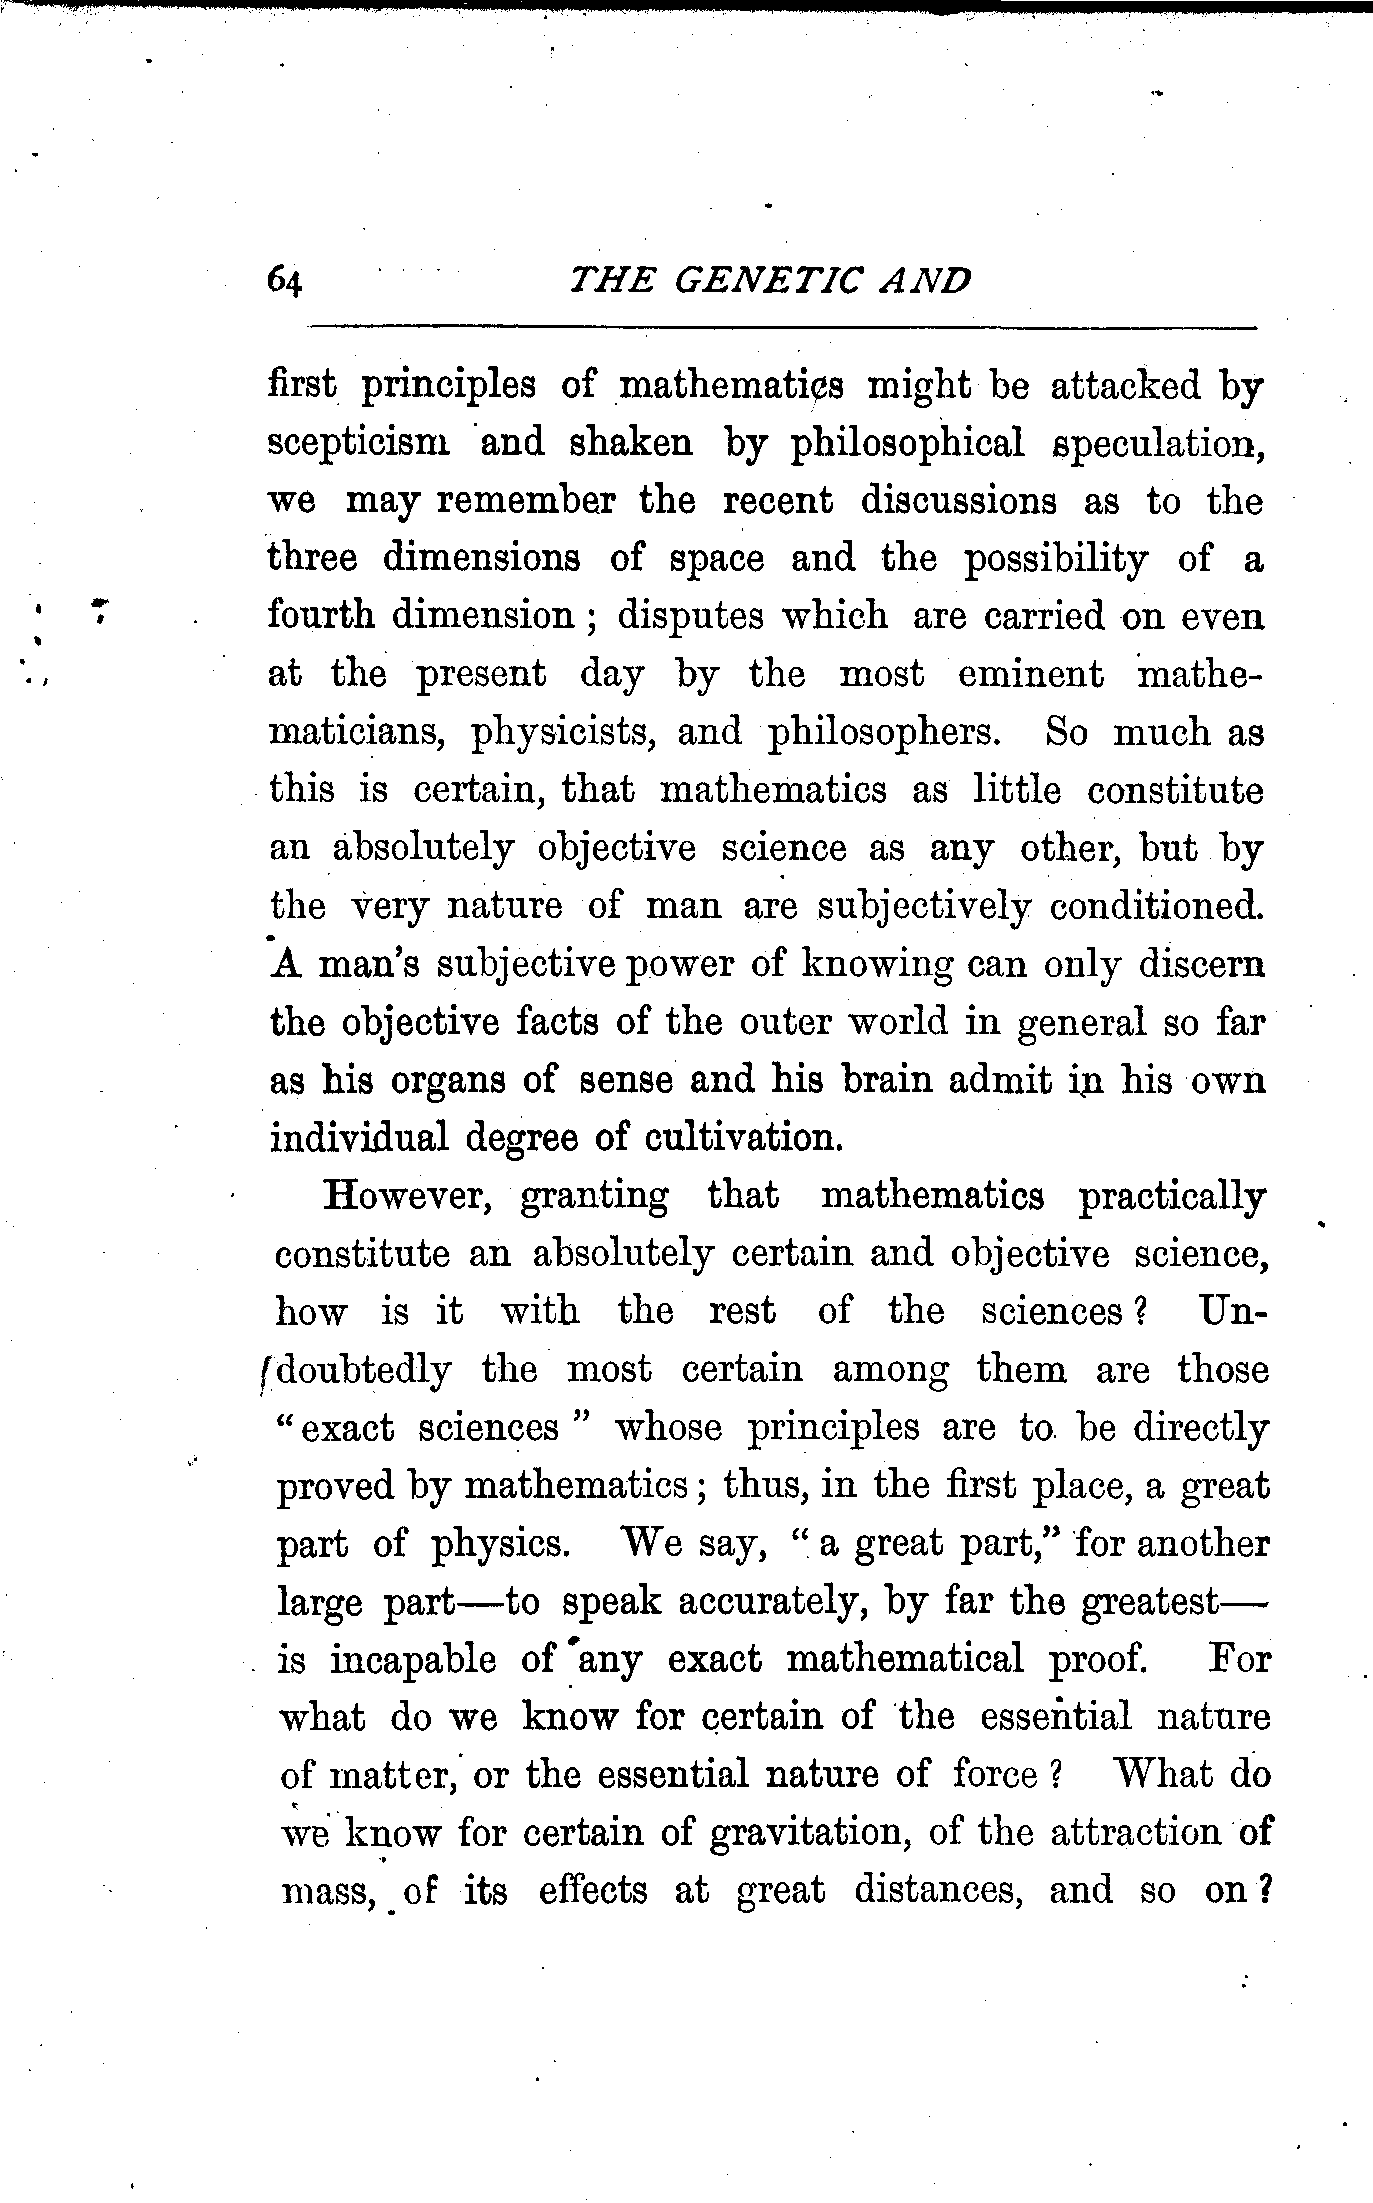 64 THE GENETIC AND
first principles of mathematics might be attacked by
scepticism and shaken by philosophical speculation,
we may remember the recent discussions as to the
three dimensions of space and the possibility of a
fourth dimension ; disputes which are carried on even
at the present day by the most eminent mathe-
maticians, physicists, and philosophers. So much as
this is certain, that mathematics as little constitute
an absolutely objective science as any other, but by
the very nature of man are subjectively conditioned.
A man's subjective power of knowing can only discern
the objective facts of the outer world in general so far
as his organs of sense and his brain admit in his own
individual degree of cultivation.
However, granting that mathematics practically
constitute an absolutely certain and objective science,
how is it with the rest of the sciences ? Un-
doubtedly the most certain among them are those
" exact sciences " whose principles are to be directly
proved by mathematics ; thus, in the first place, a great
part of physics. We say, " a great part," for another
large part—to speak accurately, by far the greatest—
is incapable of any exact mathematical proof. For
what do we know for certain of the essential nature
of matter, or the essential nature of force ? What do
we know for certain of gravitation, of the attraction of
mass, of its effects at great distances, and so on ?